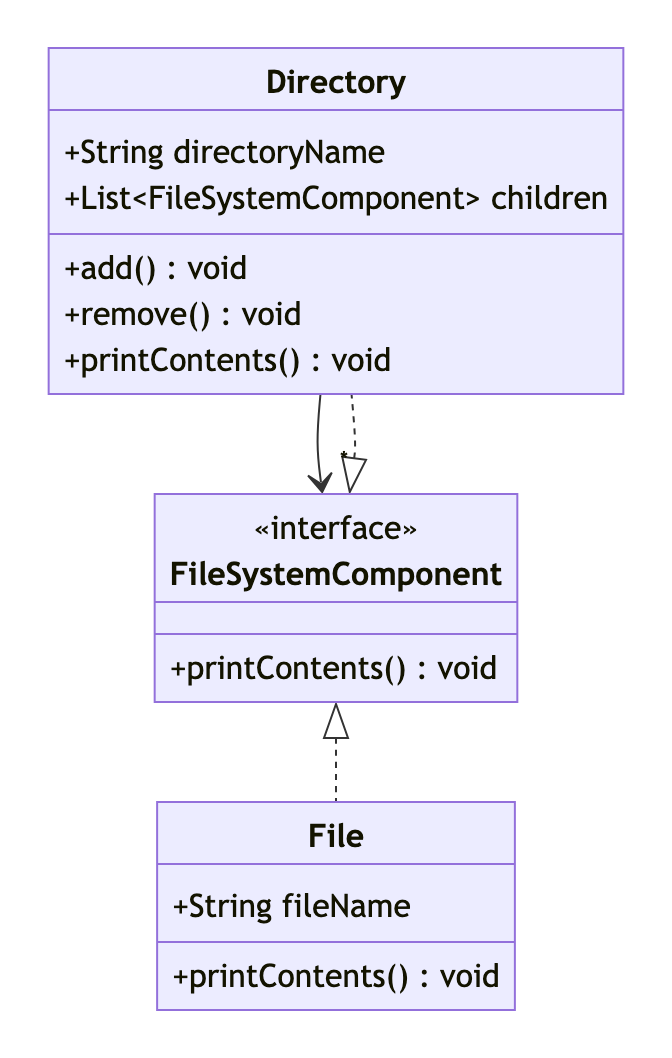 Directory
+String directoryName
+List<FileSystemComponent> children
+add() : void
+remove() : void
+printContents() : void
*
«interface»
FileSystemComponent
+printContents() : void
File
+String fileName
+printContents() : void